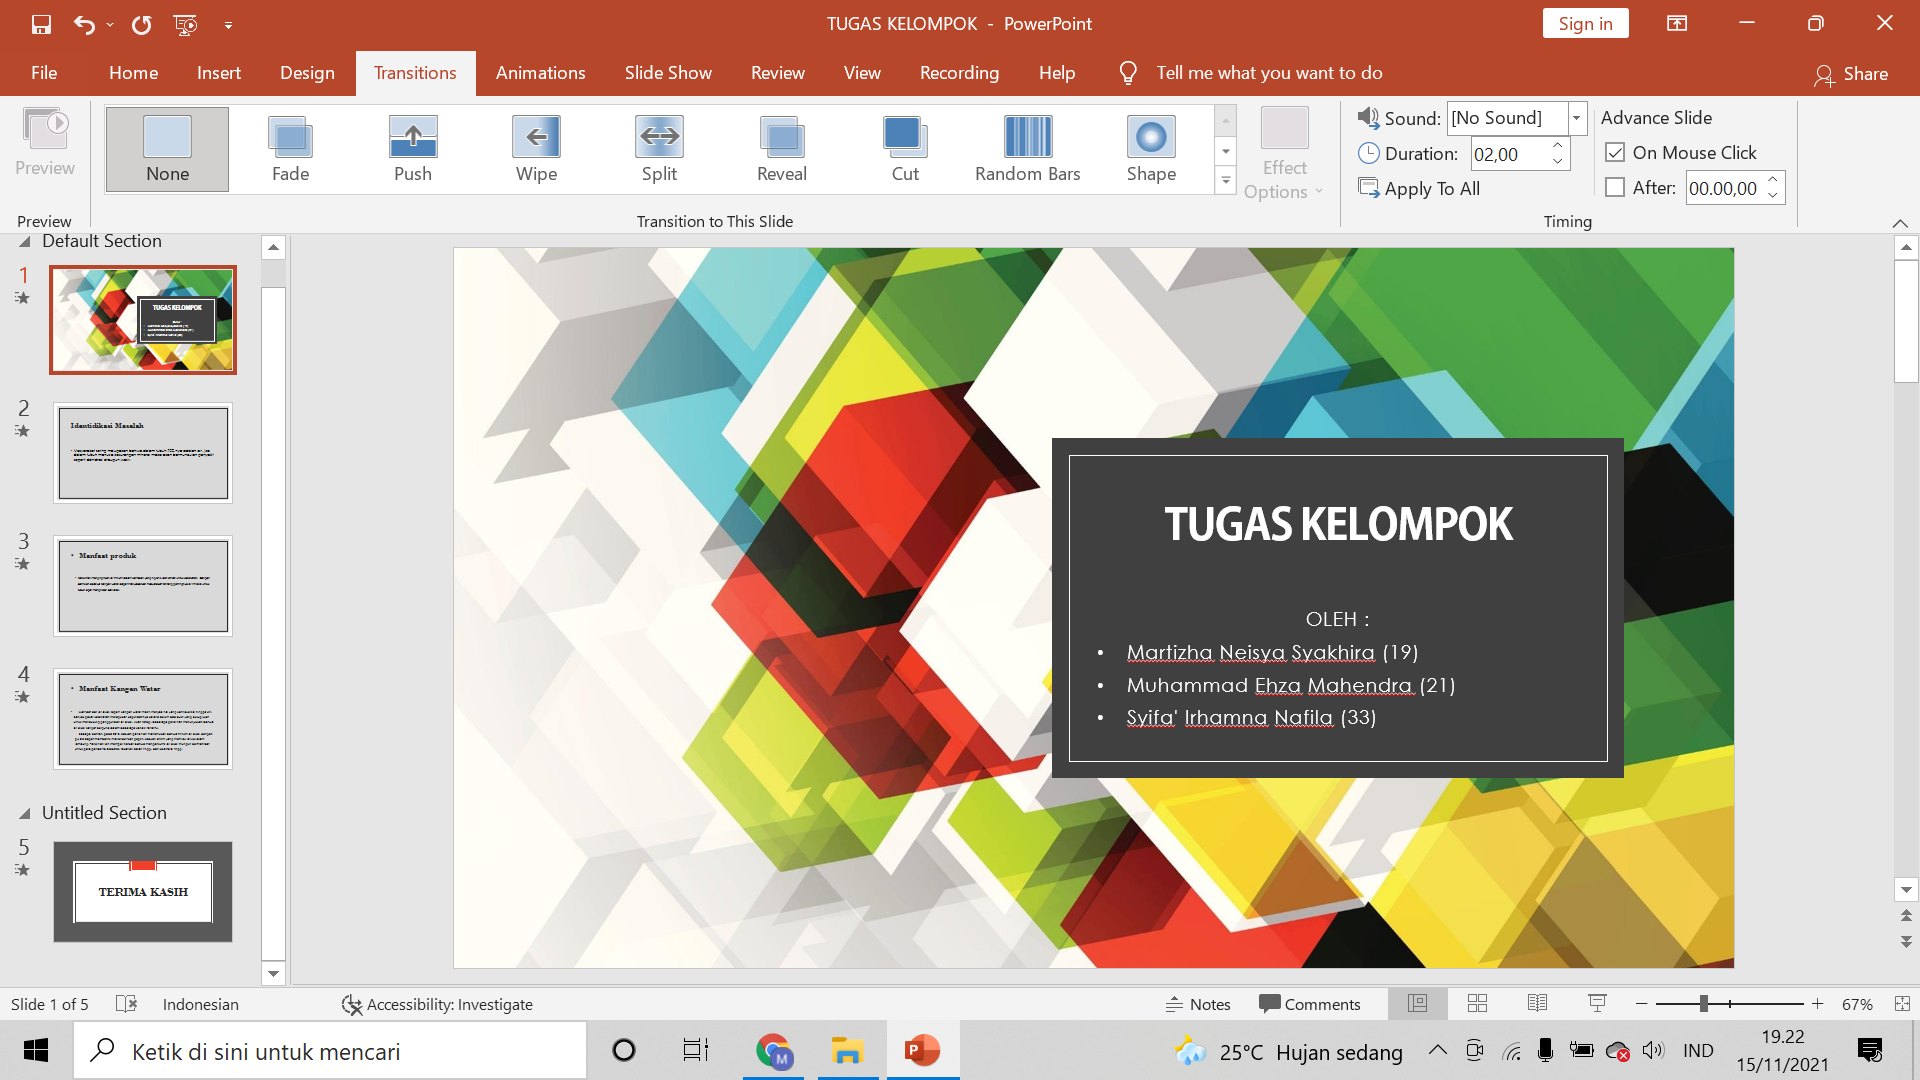 TUGAS KELOMPOK - PowerPoint
Sign in
File Home Insert Design Transitions Animations Slide Show Review View Recording Help Tell me what you want to do Share
Preview
None Fade Push Wipe Split Reveal Cut Random Bars Shape
Effect
Options
Sound: [No Sound]
Duration: 02,00
Apply To All
Advance Slide
On Mouse Click
After: 00.00,00
Preview Transition to This Slide Timing
Default Section
1
TUGAS KELOMPOK
2
Identidikasi Masalah
3
• Manfaat produk
4
• Manfaat Kangan Watar
Untitled Section
5
TERIMA KASIH
TUGAS KELOMPOK
OLEH :
• Martizha Neisya Syakhira (19)
• Muhammad Ehza Mahendra (21)
• Syifa' Irhamna Nafila (33)
Slide 1 of 5 Indonesian Accessibility: Investigate Notes Comments 67%
Ketik di sini untuk mencari
M
P
25°C Hujan sedang
IND
19.22
15/11/2021